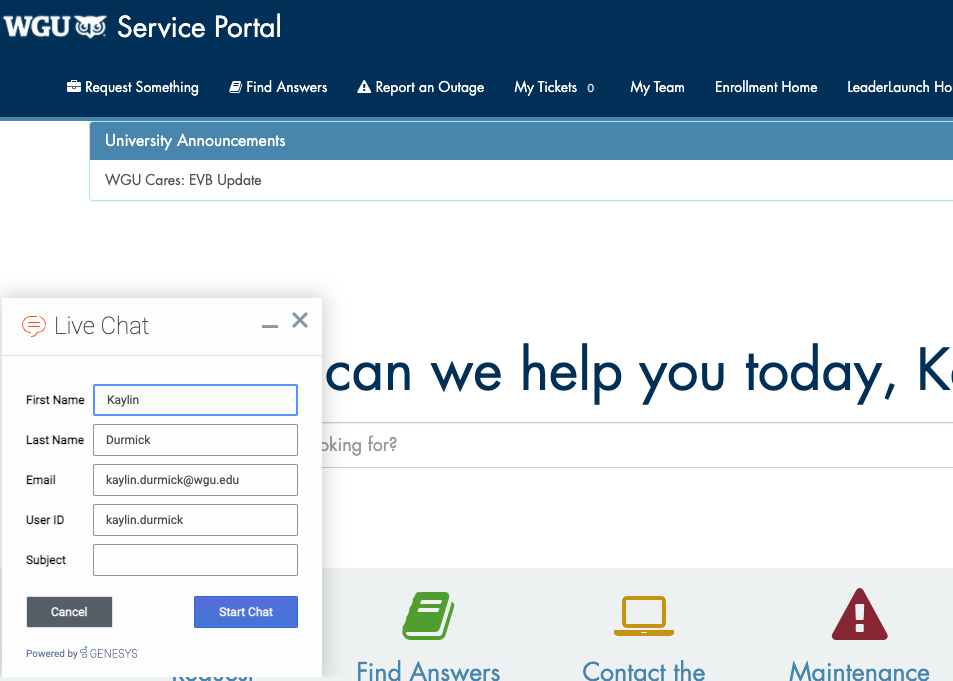 WGU Service Portal
Request Something Find Answers Report an Outage My Tickets 0 My Team Enrollment Home LeaderLaunch Ho
University Announcements
WGU Cares: EVB Update
can we help you today, K
oking for?
Live Chat
First Name Kaylin
Last Name Durmick
Email kaylin.durmick@wgu.edu
User ID kaylin.durmick
Subject
Cancel Start Chat
Powered by GENESYS
Request Find Answers Contact the Maintenance